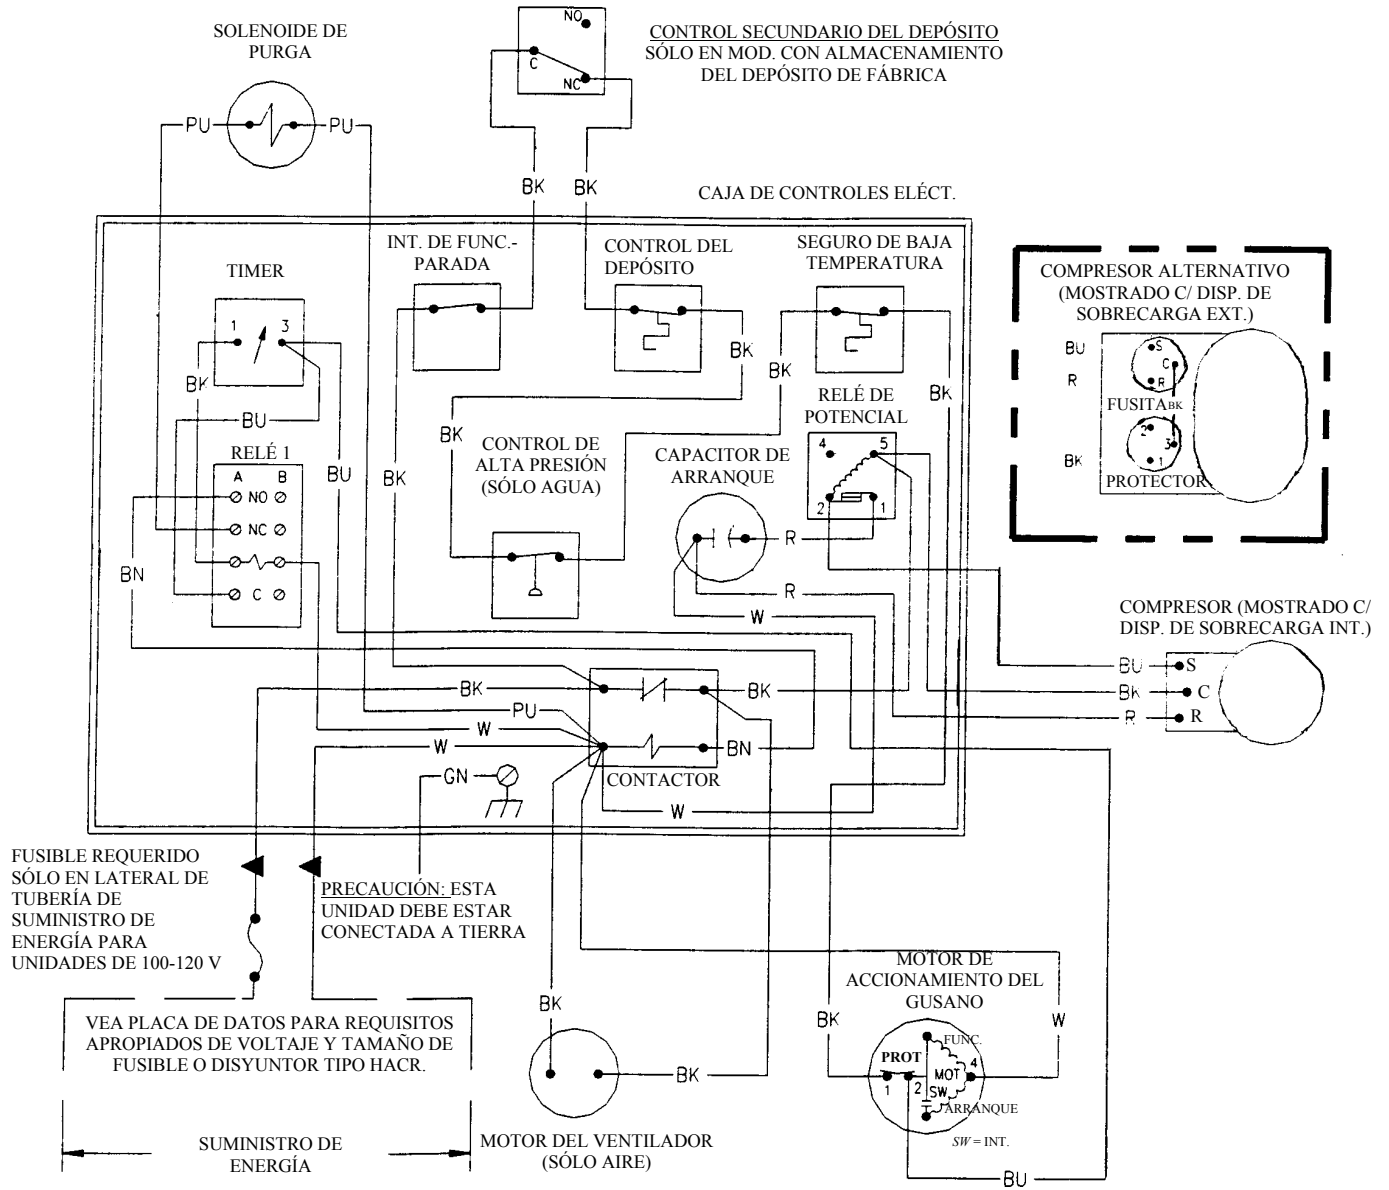 SOLENOIDE DE
PURGA
NO
C
NC
CONTROL SECUNDARIO DEL DEPÓSITO
SÓLO EN MOD. CON ALMACENAMIENTO
DEL DEPÓSITO DE FÁBRICA
PU
PU
BK
BK
CAJA DE CONTROLES ELÉCT.
TIMER
INT. DE FUNC.-
PARADA
CONTROL DEL
DEPÓSITO
SEGURO DE BAJA
TEMPERATURA
COMPRESOR ALTERNATIVO
(MOSTRADO C/ DISP. DE
SOBRECARGA EXT.)
1
3
BU
S
C
R
R
FUSITA
BK
2
3
1
BK
PROTECTOR
BK
BK
BK
BK
BU
BK
RELÉ DE
POTENCIAL
4
5
2
1
RELÉ 1
A
B
NO
NC
C
BU
BK
CONTROL DE
ALTA PRESIÓN
(SÓLO AGUA)
CAPACITOR DE
ARRANQUE
R
BN
R
W
COMPRESOR (MOSTRADO C/
DISP. DE SOBRECARGA INT.)
BU
S
BK
C
R
R
BK
BK
PU
W
W
BN
CONTACTOR
GN
W
FUSIBLE REQUERIDO
SÓLO EN LATERAL DE
TUBERÍA DE
SUMINISTRO DE
ENERGÍA PARA
UNIDADES DE 100-120 V
PRECAUCIÓN: ESTA
UNIDAD DEBE ESTAR
CONECTADA A TIERRA
MOTOR DE
ACCIONAMIENTO DEL
GUSANO
BK
BK
W
VEA PLACA DE DATOS PARA REQUISITOS
APROPIADOS DE VOLTAJE Y TAMAÑO DE
FUSIBLE O DISYUNTOR TIPO HACR.
FUNC.
PROT
MOT
4
1
2
SW
ARRANQUE
BK
SW = INT.
SUMINISTRO DE
ENERGÍA
MOTOR DEL VENTILADOR
(SÓLO AIRE)
BU